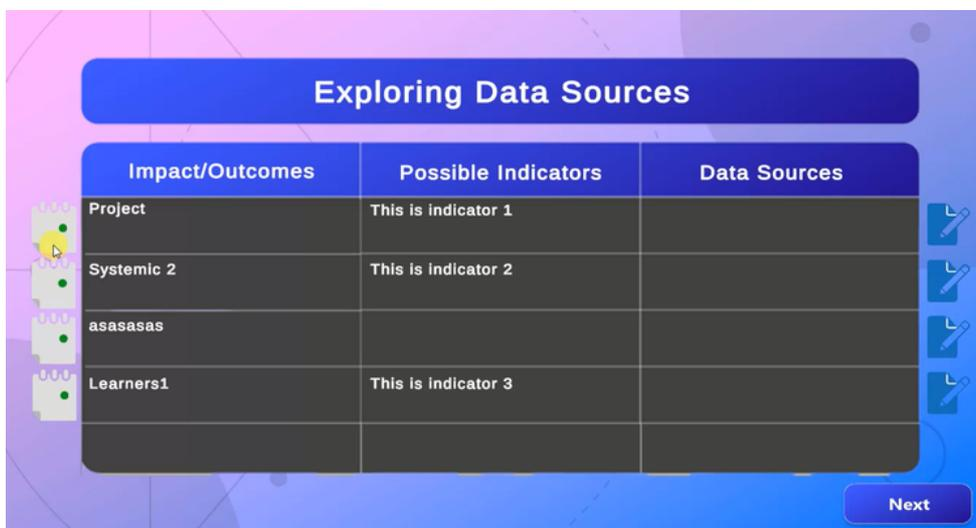 Exploring Data Sources
Impact/Outcomes Possible Indicators Data Sources
Project This is indicator 1
Systemic 2 This is indicator 2
asasasas
Learners1 This is indicator 3
Next